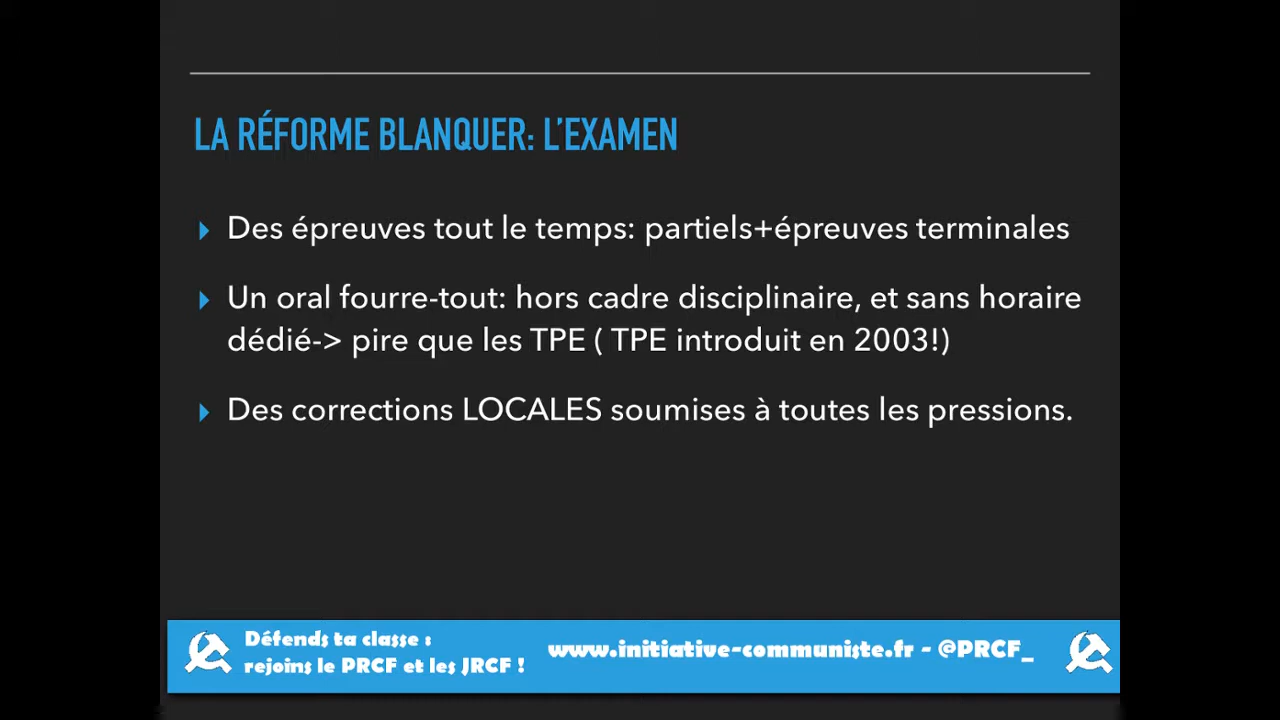 LA RÉFORME BLANQUER: L'EXAMEN
Des épreuves tout le temps: partiels+épreuves terminales
Un oral fourre-tout: hors cadre disciplinaire, et sans horaire
dédié-> pire que les TPE ( TPE introduit en 2003!)
Des corrections LOCALES soumises à toutes les pressions.
Défends ta classe :
rejoins le PRCF et les JRCF !
www.initiative-communiste.fr - @PRCF_